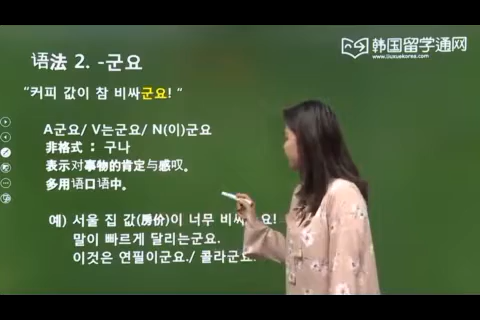 韩国留学通网
www.liuxuekorea.com
语法 2. -군요
“커피 값이 참 비싸군요! “
A군요/ V는군요/ N(이)군요
非格式 : 구나
表示对事物的肯定与感叹。
多用语口语中。
예) 서울 집 값(房价)이 너무 비싸 요!
말이 빠르게 달리는군요.
이것은 연필이군요./ 콜라군요.